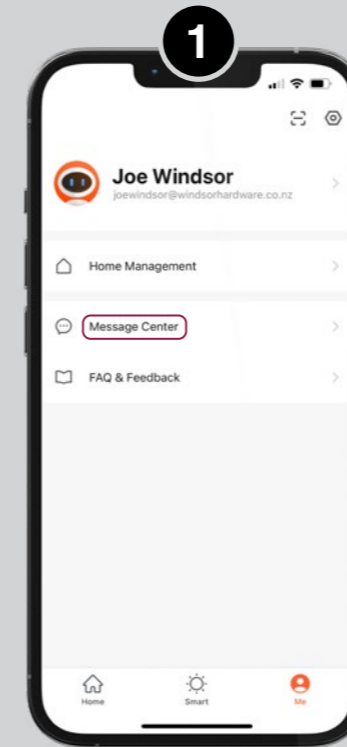 1
Joe Windsor
joewindsor@windsorhardware.co.nz
Home Management
Message Center
FAQ & Feedback
Home Smart Me